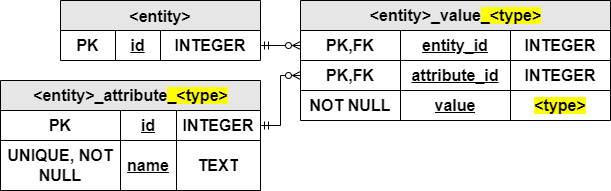 <entity>
PK id INTEGER
<entity>_attribute_<type>
PK id INTEGER
UNIQUE, NOT
NULL name TEXT
<entity>_value_<type>
PK,FK entity_id INTEGER
PK,FK attribute_id INTEGER
NOT NULL value <type>